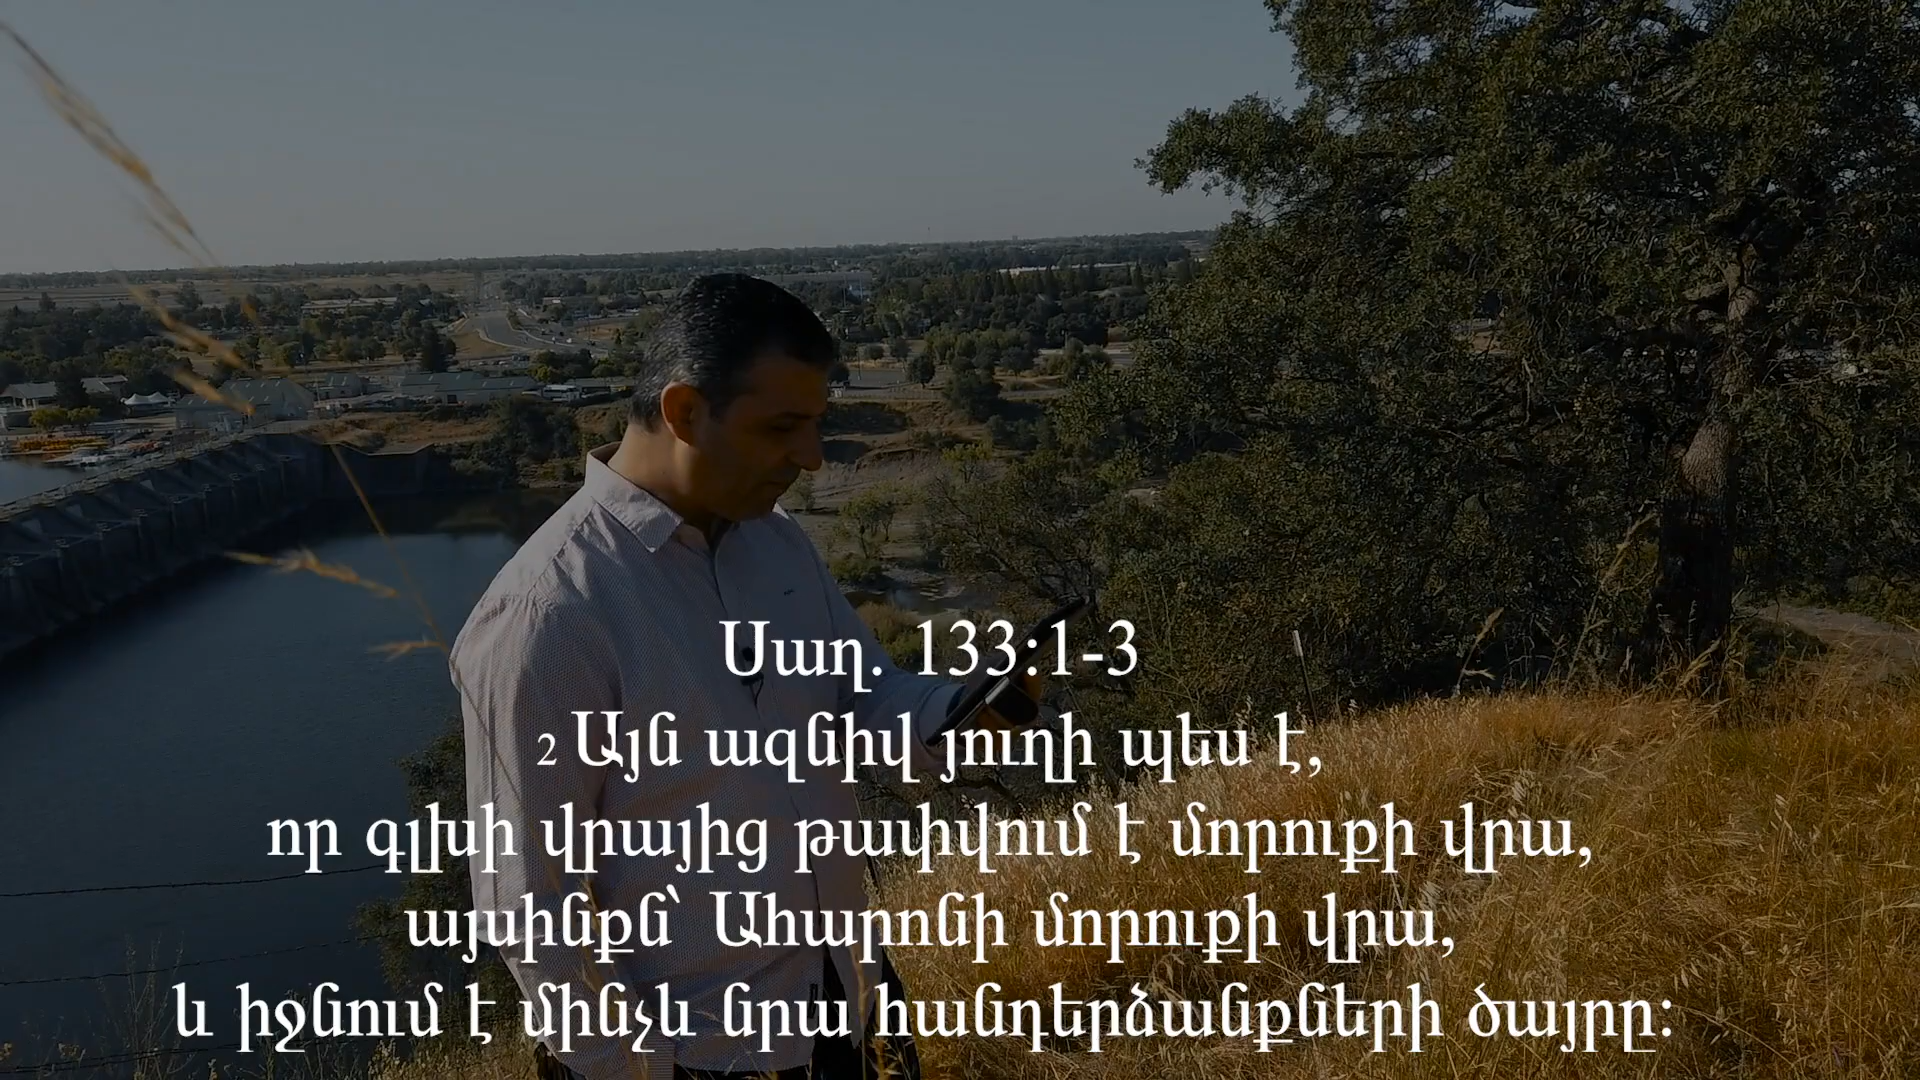 Սաղ. 133:1-3
2 Այն ազնիվ յուղի պես է,
որ գլխի վրայից թափվում է մորուքի վրա,
այսինքն՝ Ահարոնի մորուքի վրա,
և իջնում է մինչև նրա հանդերձանքների ծայրը: